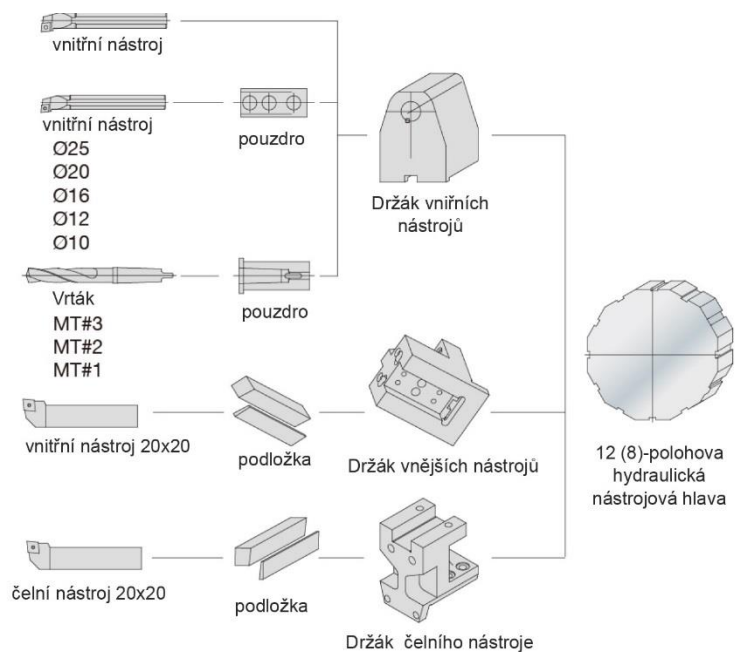 vnitřní nástroj
vnitřní nástroj
Ø25
Ø20
Ø16
Ø12
Ø10
pouzdro
Držák vniřních
nástrojů
Vrták
MT#3
MT#2
MT#1
pouzdro
vnitřní nástroj 20x20
podložka
Držák vnějších nástrojů
12 (8)-polohova
hydraulická
nástrojová hlava
čelní nástroj 20x20
podložka
Držák čelního nástroje